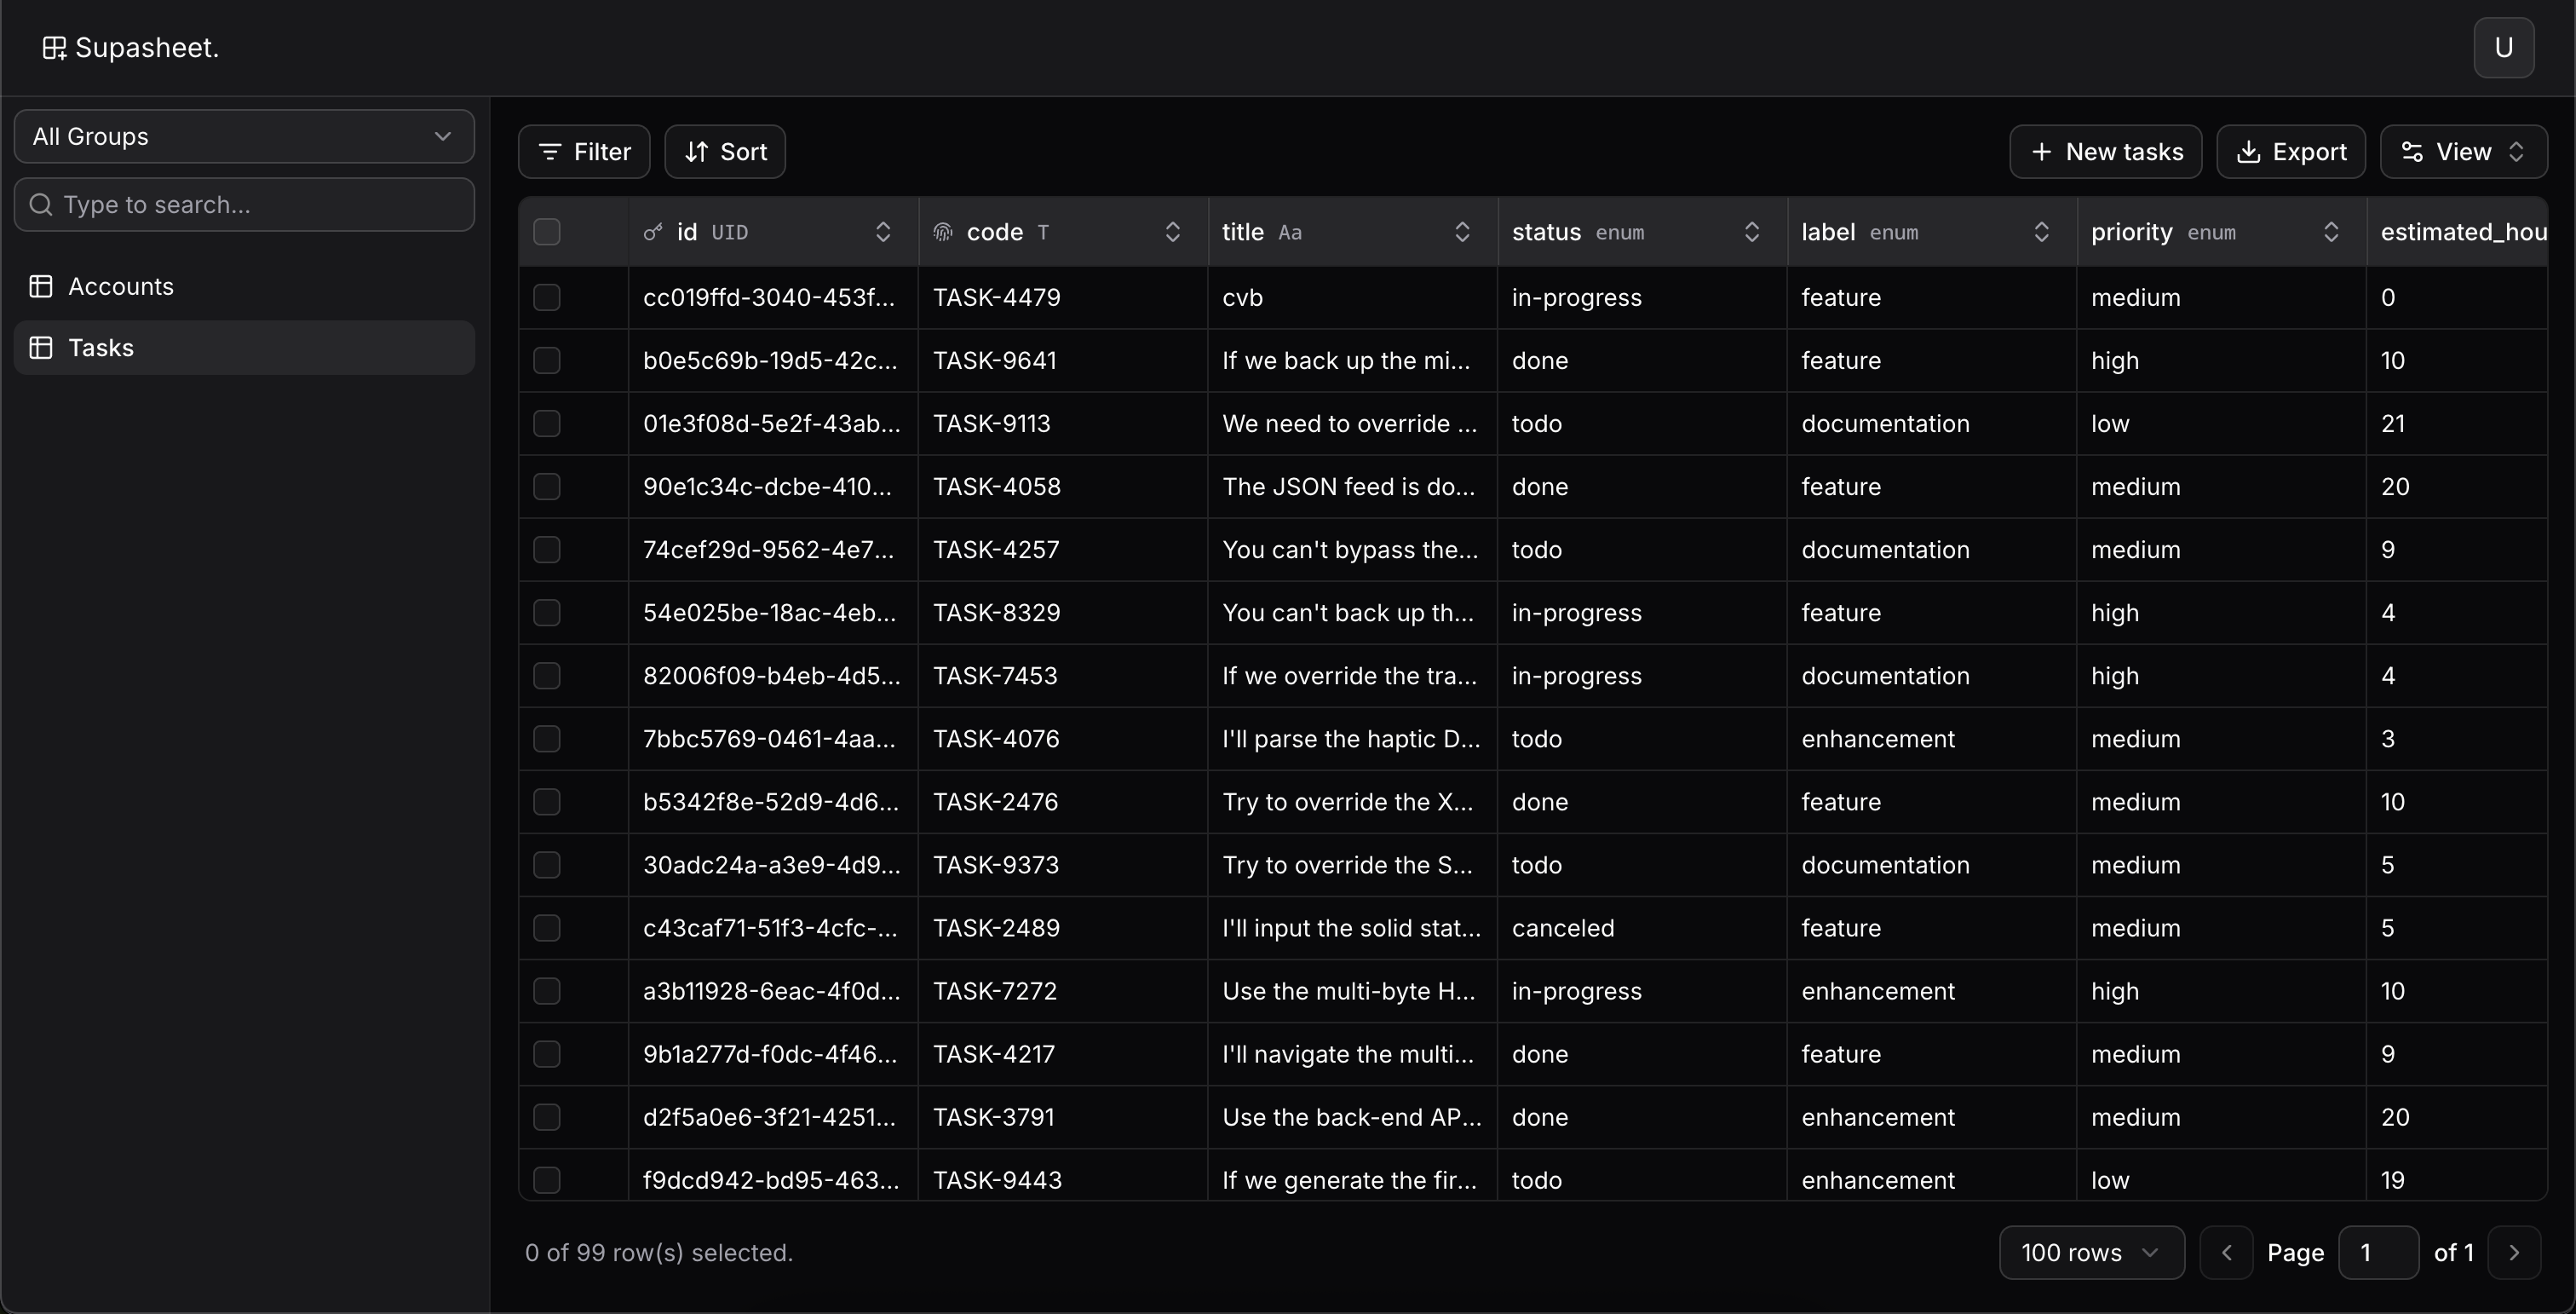 Supasheet.
U
All Groups
Type to search...
Accounts
Tasks
Filter Sort New tasks Export View
id UID code T title Aa status enum label enum priority enum estimated_hou
cc019ffd-3040-453f... TASK-4479 cvb in-progress feature medium 0
b0e5c69b-19d5-42c... TASK-9641 If we back up the mi... done feature high 10
01e3f08d-5e2f-43ab... TASK-9113 We need to override ... todo documentation low 21
90e1c34c-dcbe-410... TASK-4058 The JSON feed is do... done feature medium 20
74cef29d-9562-4e7... TASK-4257 You can't bypass the... todo documentation medium 9
54e025be-18ac-4eb... TASK-8329 You can't back up th... in-progress feature high 4
82006f09-b4eb-4d5... TASK-7453 If we override the tra... in-progress documentation high 4
7bbc5769-0461-4aa... TASK-4076 I'll parse the haptic D... todo enhancement medium 3
b5342f8e-52d9-4d6... TASK-2476 Try to override the X... done feature medium 10
30adc24a-a3e9-4d9... TASK-9373 Try to override the S... todo documentation medium 5
c43caf71-51f3-4cfc-... TASK-2489 I'll input the solid stat... canceled feature medium 5
a3b11928-6eac-4f0d... TASK-7272 Use the multi-byte H... in-progress enhancement high 10
9b1a277d-f0dc-4f46... TASK-4217 I'll navigate the multi... done feature medium 9
d2f5a0e6-3f21-4251... TASK-3791 Use the back-end AP... done enhancement medium 20
f9dcd942-bd95-463... TASK-9443 If we generate the fir... todo enhancement low 19
0 of 99 row(s) selected.
100 rows Page 1 of 1